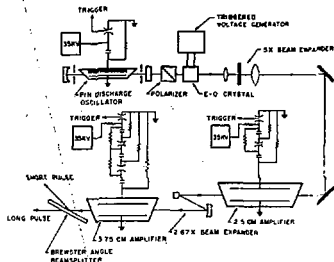 TRIGGER
TRIGGERED
VOLTAGE GENERATOR
35KV
5X BEAM EXPANDER
PIN DISCHARGE
OSCILLATOR
POLARIZER
E-O CRYSTAL
TRIGGER
35KV
TRIGGER
35KV
SHORT PULSE
LONG PULSE
3.75 CM AMPLIFIER
2.67X BEAM EXPANDER
2.5 CM AMPLIFIER
BREWSTER ANGLE
BEAMSPLITTER